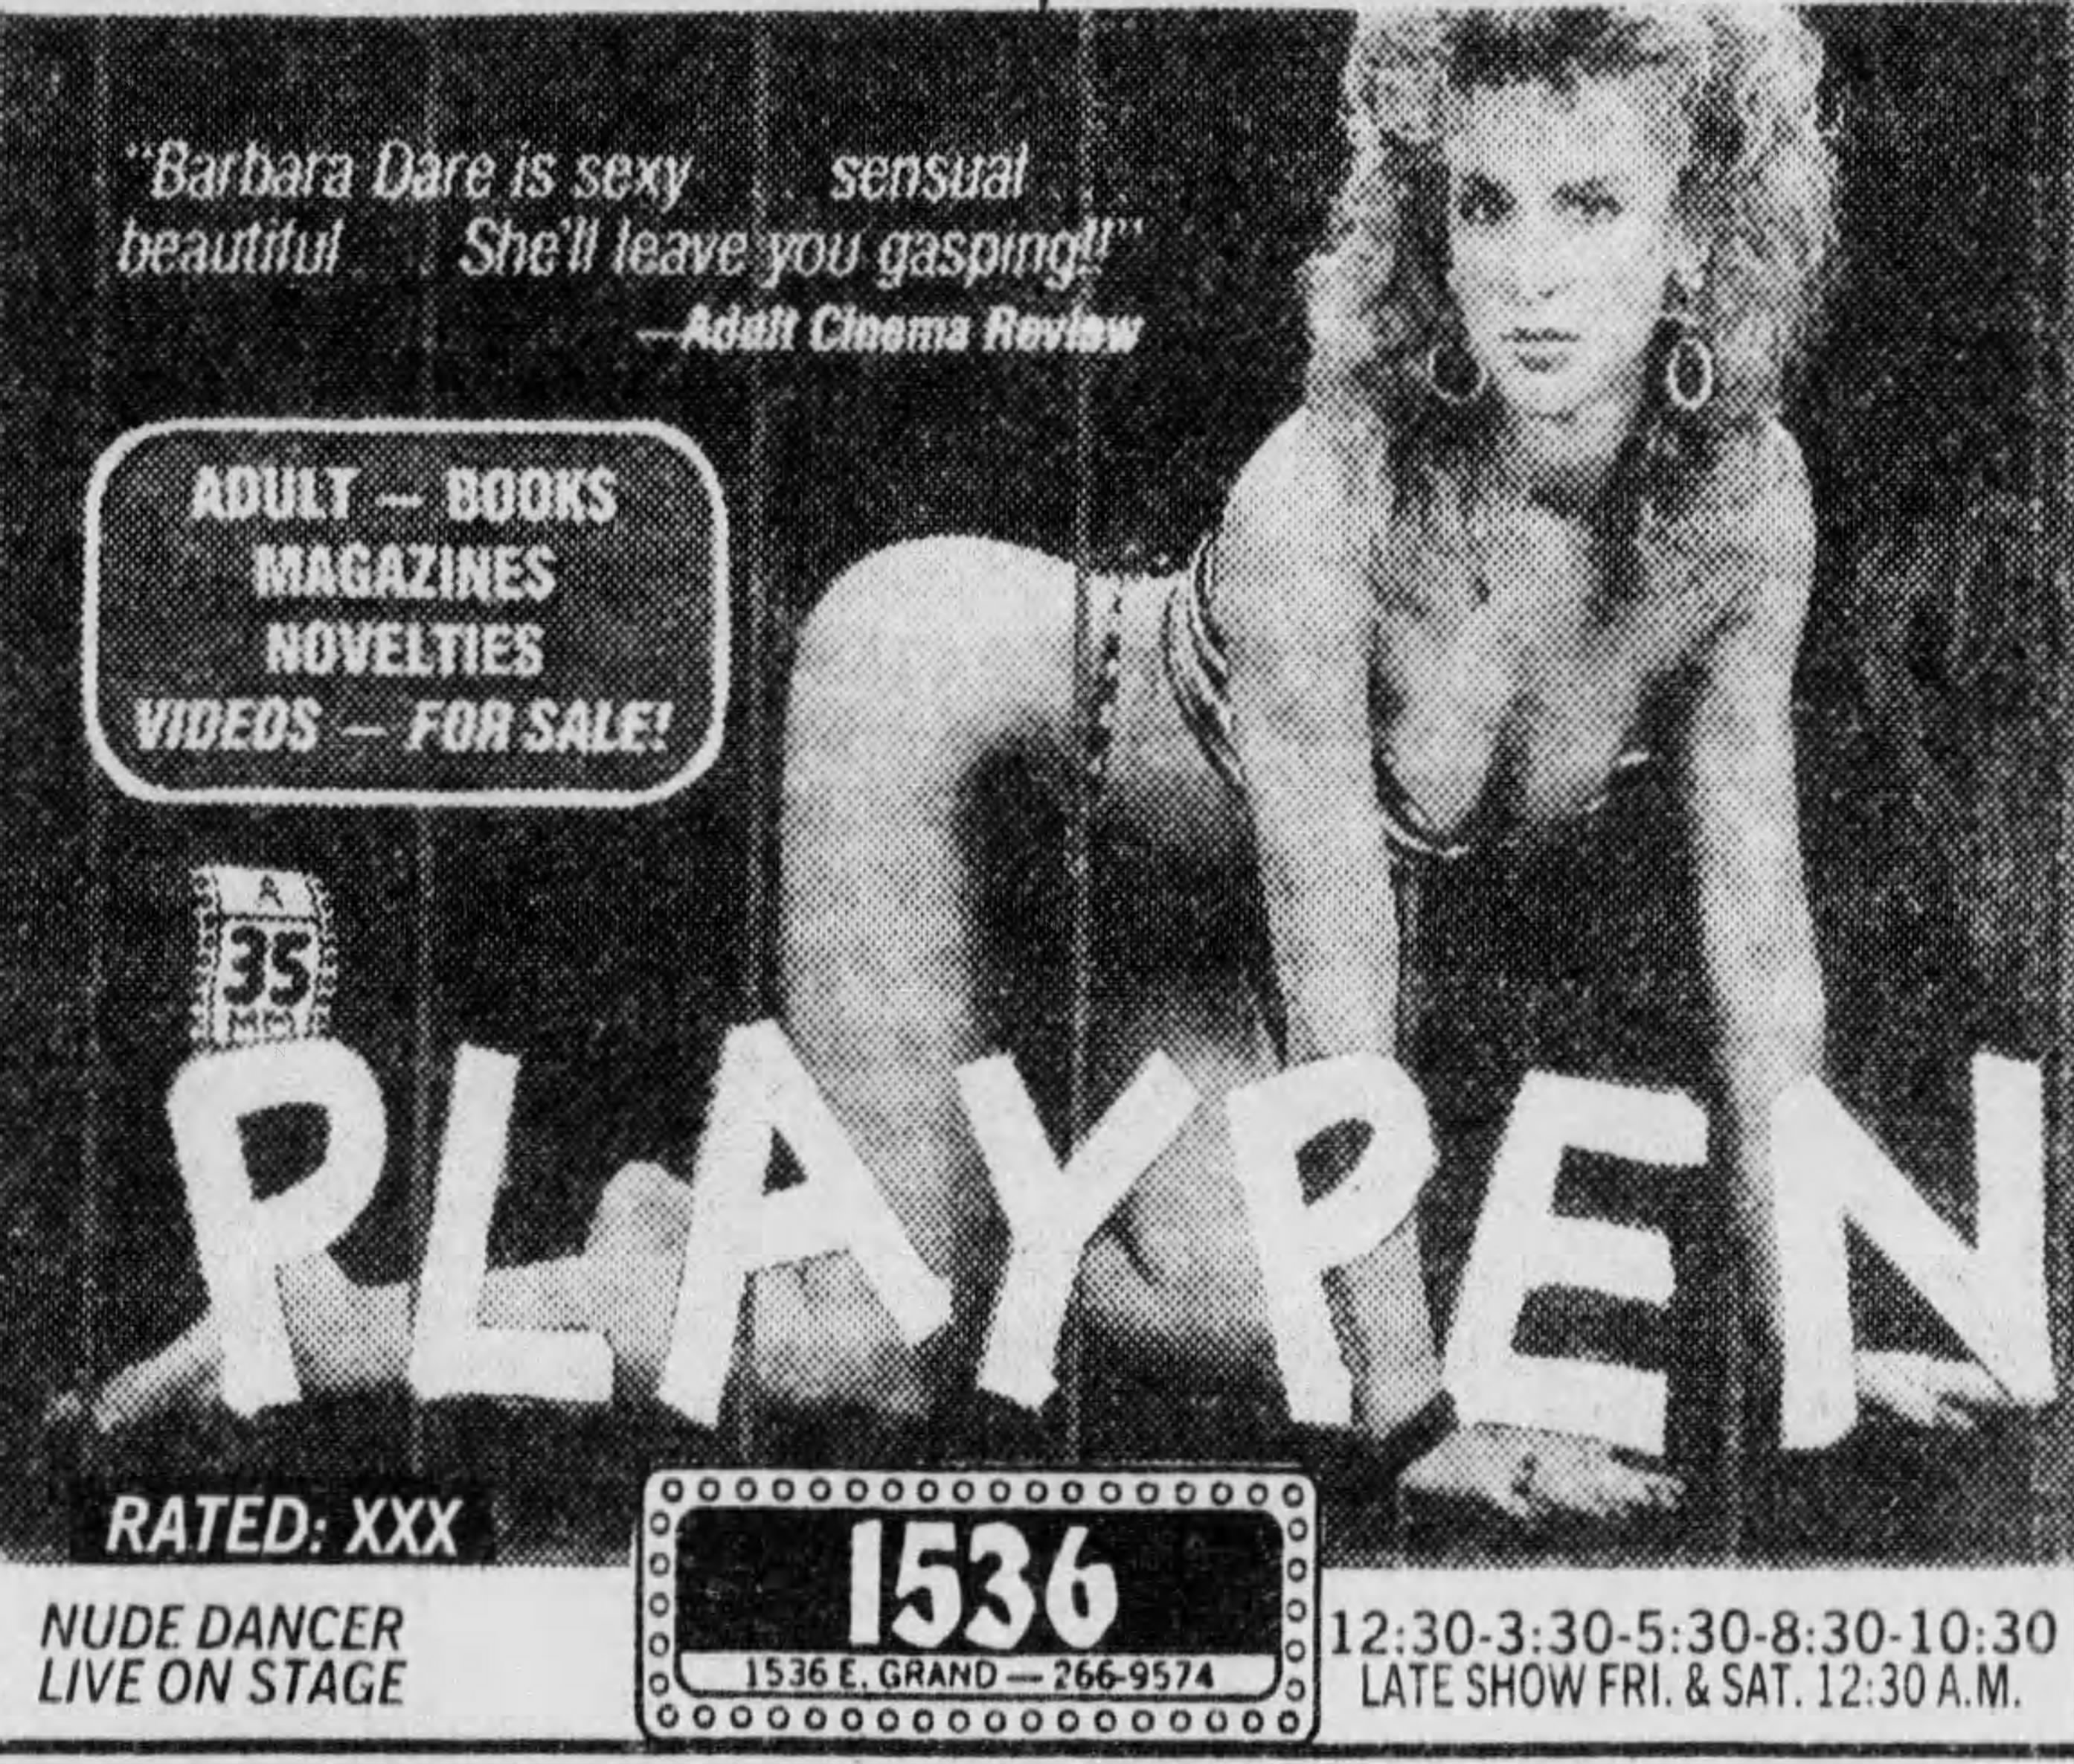 "Barbara Dare is sexy . . sensual . . .
beautiful . . . She'll leave you gasping!!"
—Adult Cinema Review
ADULT — BOOKS
MAGAZINES
NOVELTIES
VIDEOS — FOR SALE!
A
35
MM
PLAYPEN
RATED: XXX
NUDE DANCER
LIVE ON STAGE
1536
1536 E. GRAND — 266-9574
12:30-3:30-5:30-8:30-10:30
LATE SHOW FRI. & SAT. 12:30 A.M.